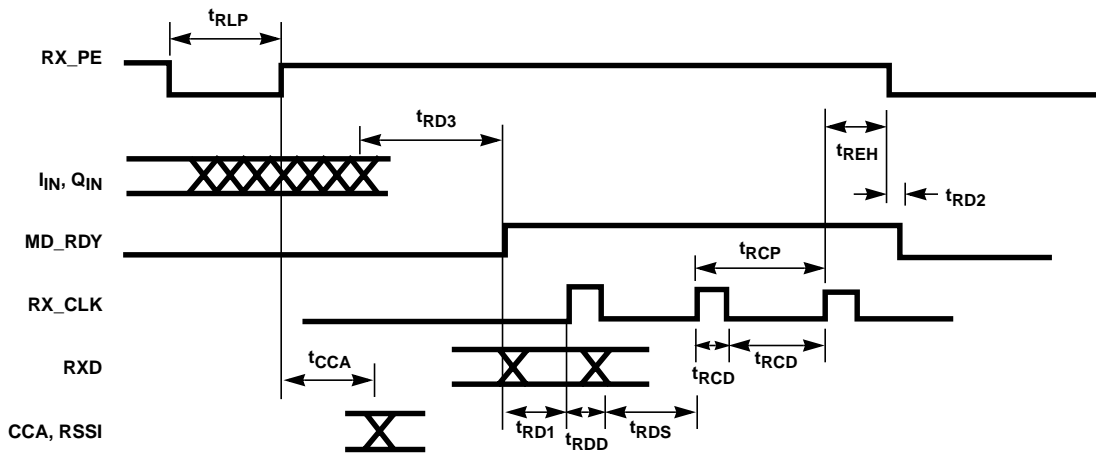 tRLP
RX_PE
tRD3
tREH
IIN, QIN
tRD2
MD_RDY
tRCP
RX_CLK
tCCA
RXD
tRCD
tRCD
tRD1
tRDD
tRDS
CCA, RSSI